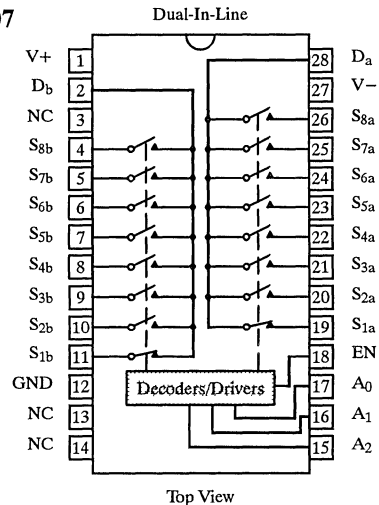 07
Dual-In-Line
V+ 1 28 Da
Db 2 27 V−
NC 3 26 S8a
S8b 4 25 S7a
S7b 5 24 S6a
S6b 6 23 S5a
S5b 7 22 S4a
S4b 8 21 S3a
S3b 9 20 S2a
S2b 10 19 S1a
S1b 11 18 EN
GND 12 Decoders/Drivers 17 A0
NC 13 16 A1
NC 14 15 A2
Top View